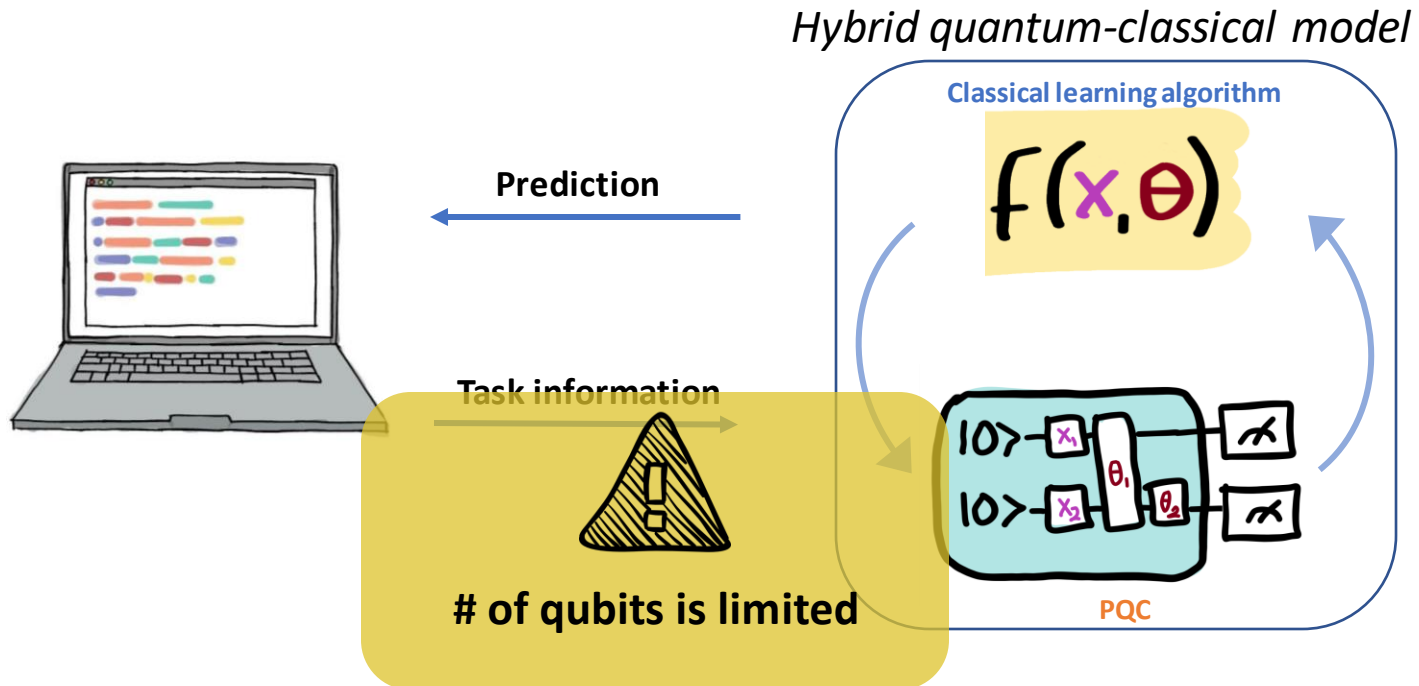 Hybrid quantum-classical model
Classical learning algorithm
f(x,θ)
Prediction
Task information
|0> x₁ θ₁
|0> x₂ θ₂
!
# of qubits is limited
PQC